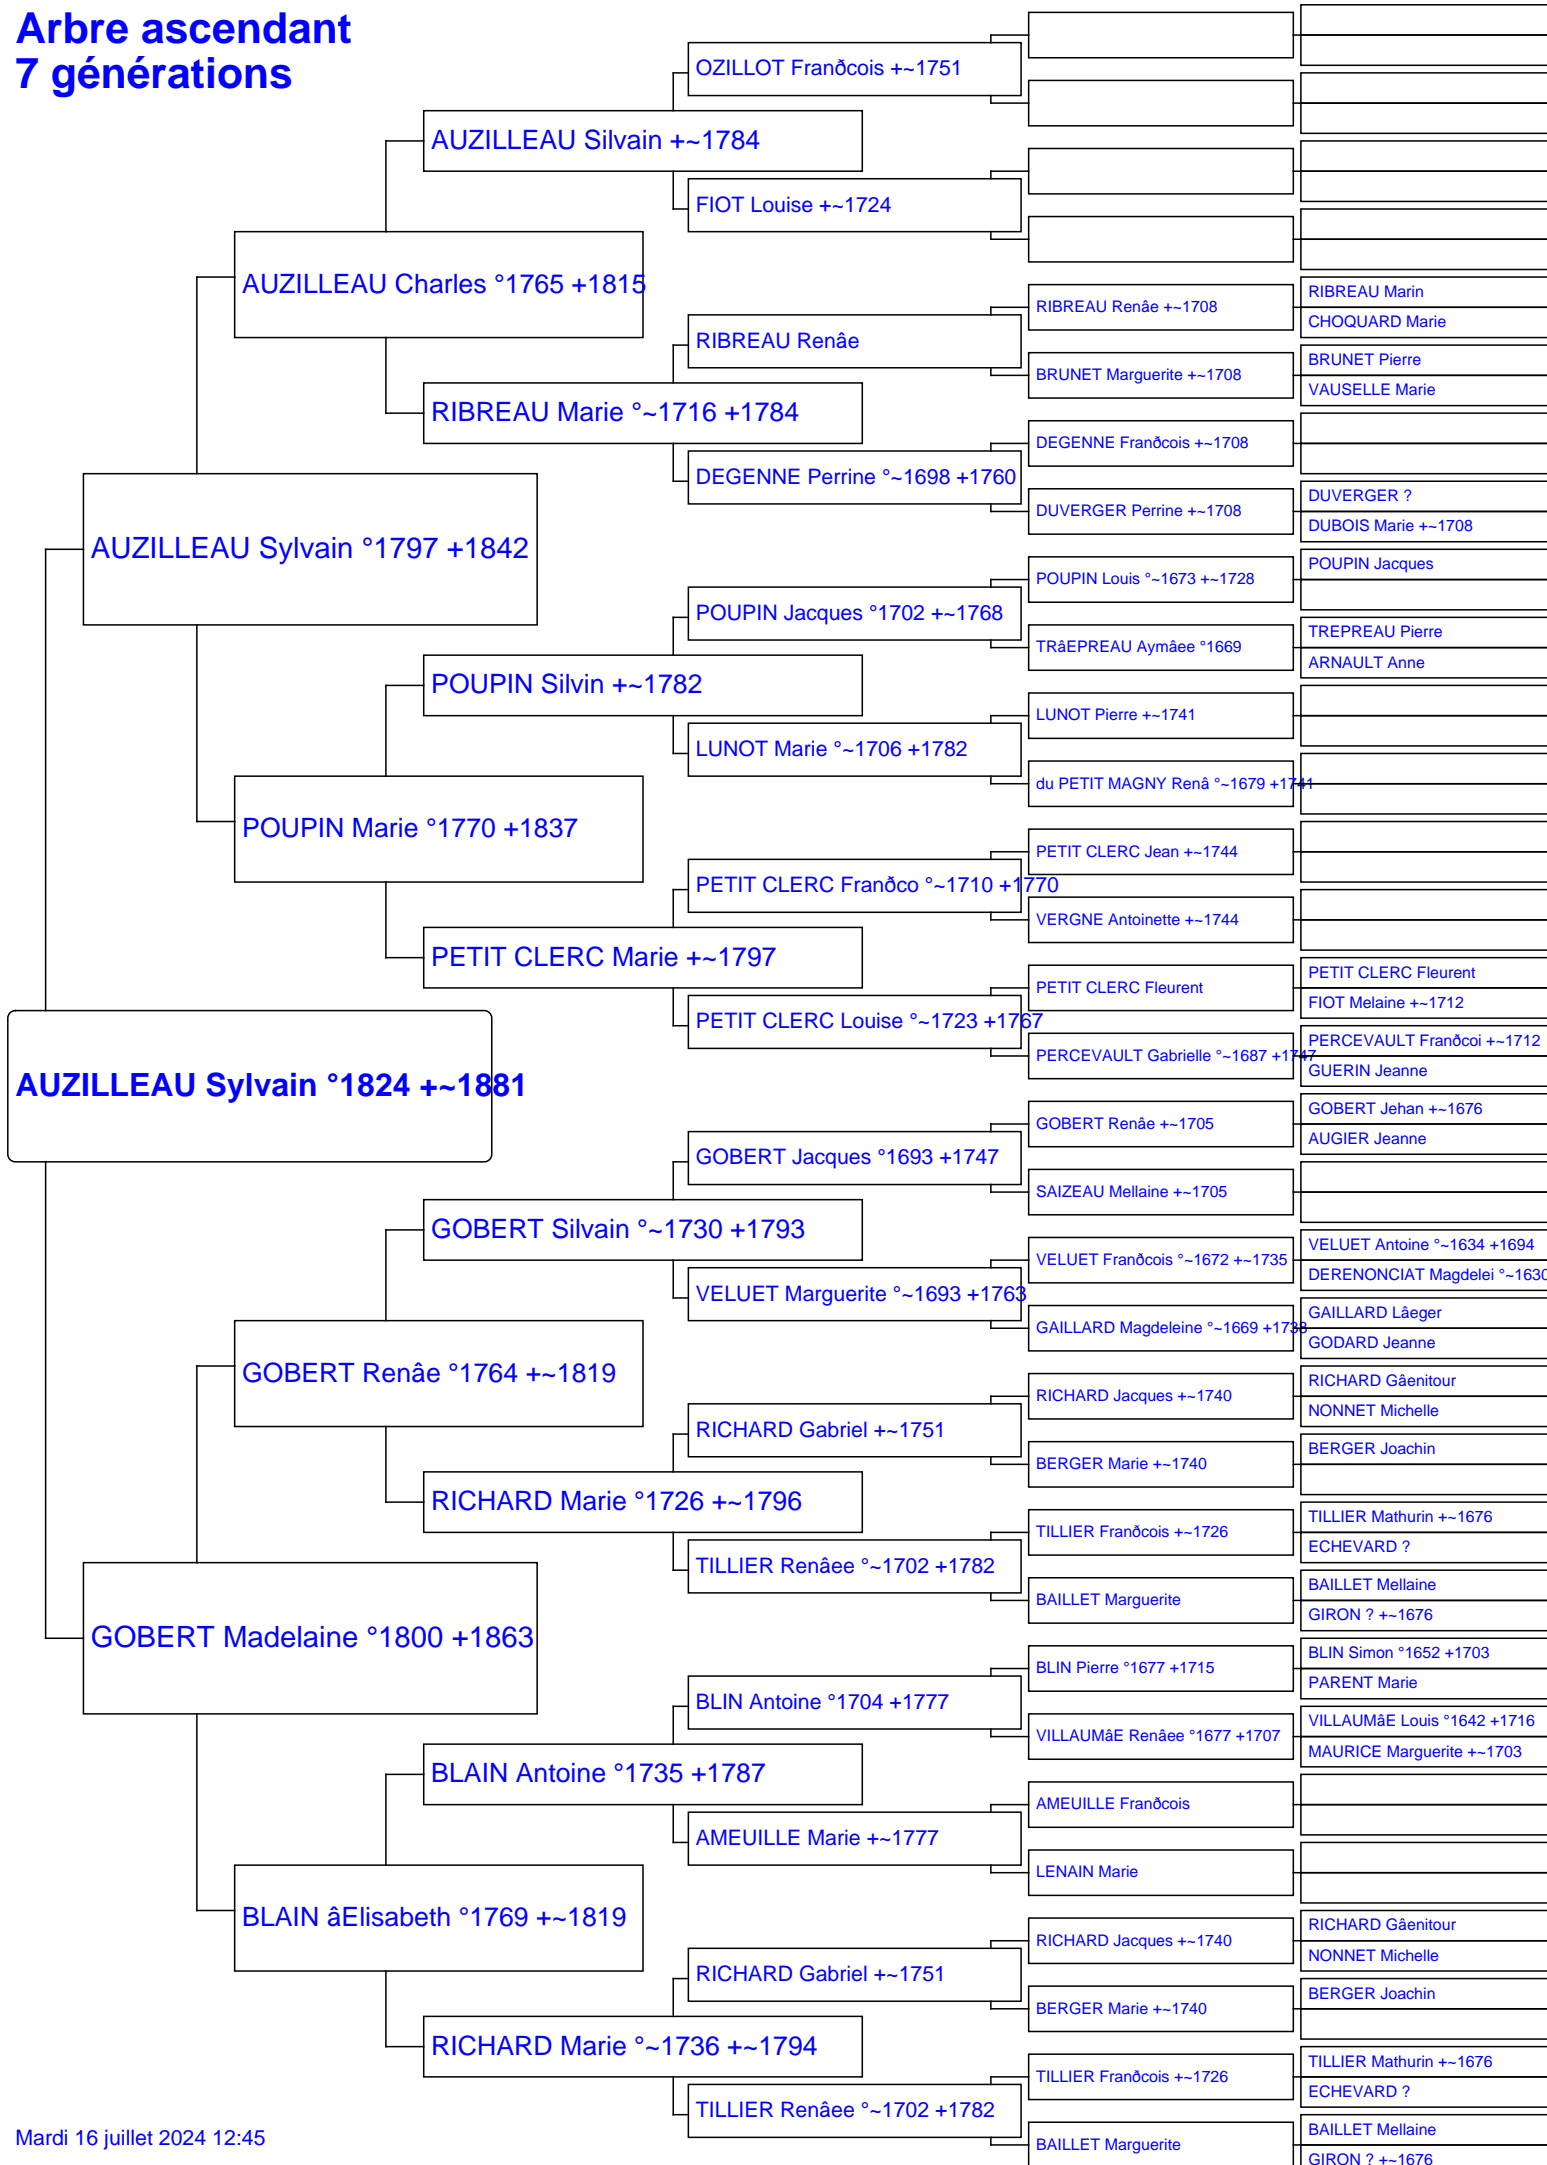 Arbre ascendant
7 générations
OZILLOT Franðcois +~1751
AUZILLEAU Silvain +~1784
FIOT Louise +~1724
AUZILLEAU Charles °1765 +1815
RIBREAU Marin
RIBREAU Renâe +~1708
CHOQUARD Marie
RIBREAU Renâe
BRUNET Pierre
BRUNET Marguerite +~1708
VAUSELLE Marie
RIBREAU Marie °~1716 +1784
DEGENNE Franðcois +~1708
DEGENNE Perrine °~1698 +1760
DUVERGER ?
DUVERGER Perrine +~1708
DUBOIS Marie +~1708
AUZILLEAU Sylvain °1797 +1842
POUPIN Jacques
POUPIN Louis °~1673 +~1728
POUPIN Jacques °1702 +~1768
TREPREAU Pierre
TRâEPREAU Aymâee °1669
ARNAULT Anne
POUPIN Silvin +~1782
LUNOT Pierre +~1741
LUNOT Marie °~1706 +1782
du PETIT MAGNY Renâ °~1679 +1741
POUPIN Marie °1770 +1837
PETIT CLERC Jean +~1744
PETIT CLERC Franðco °~1710 +1770
VERGNE Antoinette +~1744
PETIT CLERC Marie +~1797
PETIT CLERC Fleurent
PETIT CLERC Fleurent
FIOT Melaine +~1712
PETIT CLERC Louise °~1723 +1767
PERCEVAULT Franðcoi +~1712
PERCEVAULT Gabrielle °~1687 +1747
GUERIN Jeanne
AUZILLEAU Sylvain °1824 +~1881
GOBERT Jehan +~1676
GOBERT Renâe +~1705
AUGIER Jeanne
GOBERT Jacques °1693 +1747
SAIZEAU Mellaine +~1705
GOBERT Silvain °~1730 +1793
VELUET Antoine °~1634 +1694
VELUET Franðcois °~1672 +~1735
DERENONCIAT Magdelei °~1630
VELUET Marguerite °~1693 +1763
GAILLARD Lâeger
GAILLARD Magdeleine °~1669 +1738
GODARD Jeanne
GOBERT Renâe °1764 +~1819
RICHARD Gâenitour
RICHARD Jacques +~1740
NONNET Michelle
RICHARD Gabriel +~1751
BERGER Joachin
BERGER Marie +~1740
RICHARD Marie °1726 +~1796
TILLIER Mathurin +~1676
TILLIER Franðcois +~1726
ECHEVARD ?
TILLIER Renâee °~1702 +1782
BAILLET Mellaine
BAILLET Marguerite
GIRON ? +~1676
GOBERT Madelaine °1800 +1863
BLIN Simon °1652 +1703
BLIN Pierre °1677 +1715
PARENT Marie
BLIN Antoine °1704 +1777
VILLAUMâE Louis °1642 +1716
VILLAUMâE Renâee °1677 +1707
MAURICE Marguerite +~1703
BLAIN Antoine °1735 +1787
AMEUILLE Franðcois
AMEUILLE Marie +~1777
LENAIN Marie
BLAIN âElisabeth °1769 +~1819
RICHARD Gâenitour
RICHARD Jacques +~1740
NONNET Michelle
RICHARD Gabriel +~1751
BERGER Joachin
BERGER Marie +~1740
RICHARD Marie °~1736 +~1794
TILLIER Mathurin +~1676
TILLIER Franðcois +~1726
ECHEVARD ?
TILLIER Renâee °~1702 +1782
BAILLET Mellaine
BAILLET Marguerite
GIRON ? +~1676
Mardi 16 juillet 2024 12:45